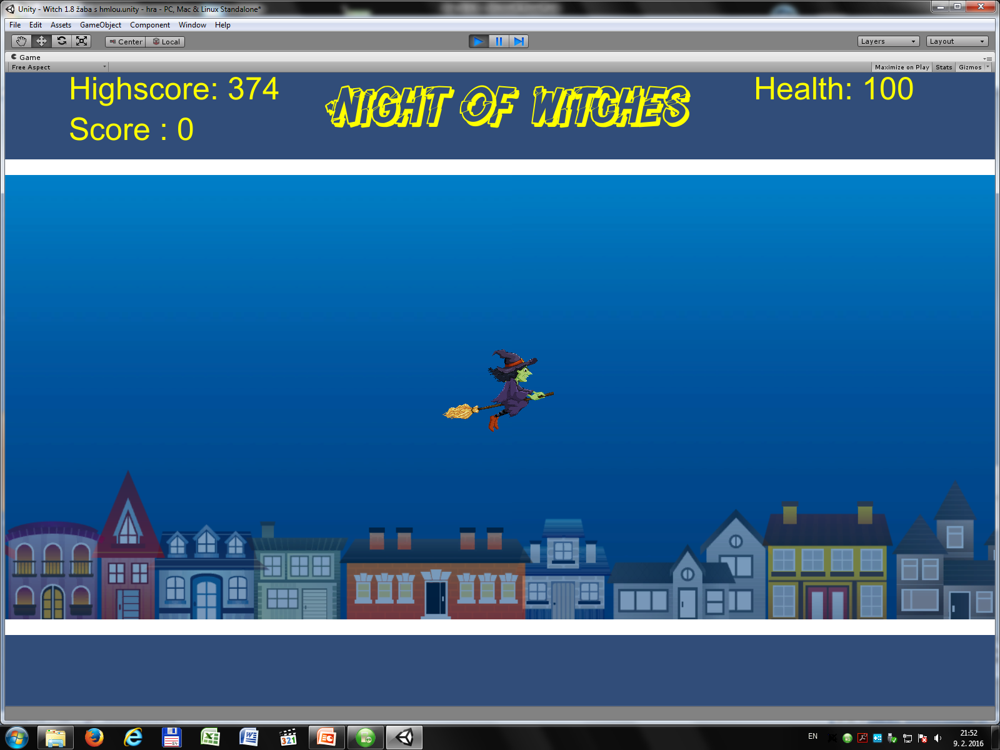 Unity - Witch 1.8 žaba s hmlou.unity - hra - PC, Mac & Linux Standalone*
File Edit Assets GameObject Component Window Help
Center Local Layers Layout
Game
Free Aspect Maximize on Play Stats Gizmos
Highscore: 374 NIGHT OF WITCHES Health: 100
Score : 0
EN 21:52
9. 2. 2016
321
64